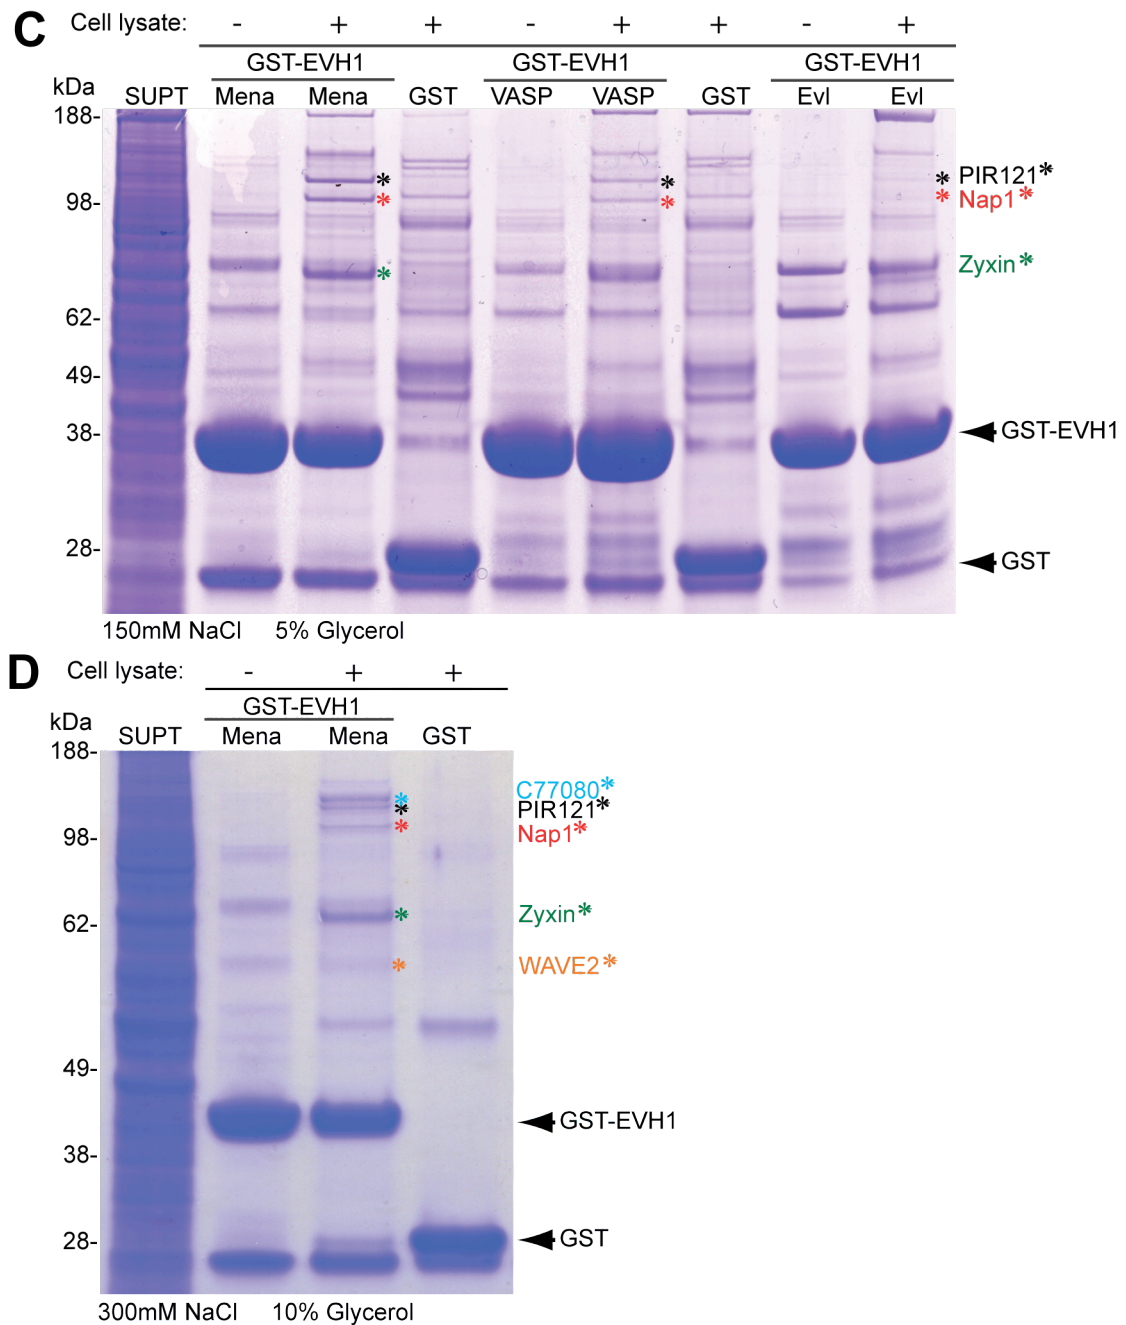 C Cell lysate: - + + - + + - +
GST-EVH1 GST-EVH1 GST-EVH1
kDa SUPT Mena Mena GST VASP VASP GST Evl Evl
188-
* PIR121*
98- * Nap1*
* Zyxin*
62-
49-
38- GST-EVH1
28- GST
150mM NaCl 5% Glycerol
D Cell lysate: - + +
GST-EVH1
kDa SUPT Mena Mena GST
188-
* C77080*
* PIR121*
98- * Nap1*
* Zyxin*
62-
* WAVE2*
49-
GST-EVH1
38-
28- GST
300mM NaCl 10% Glycerol